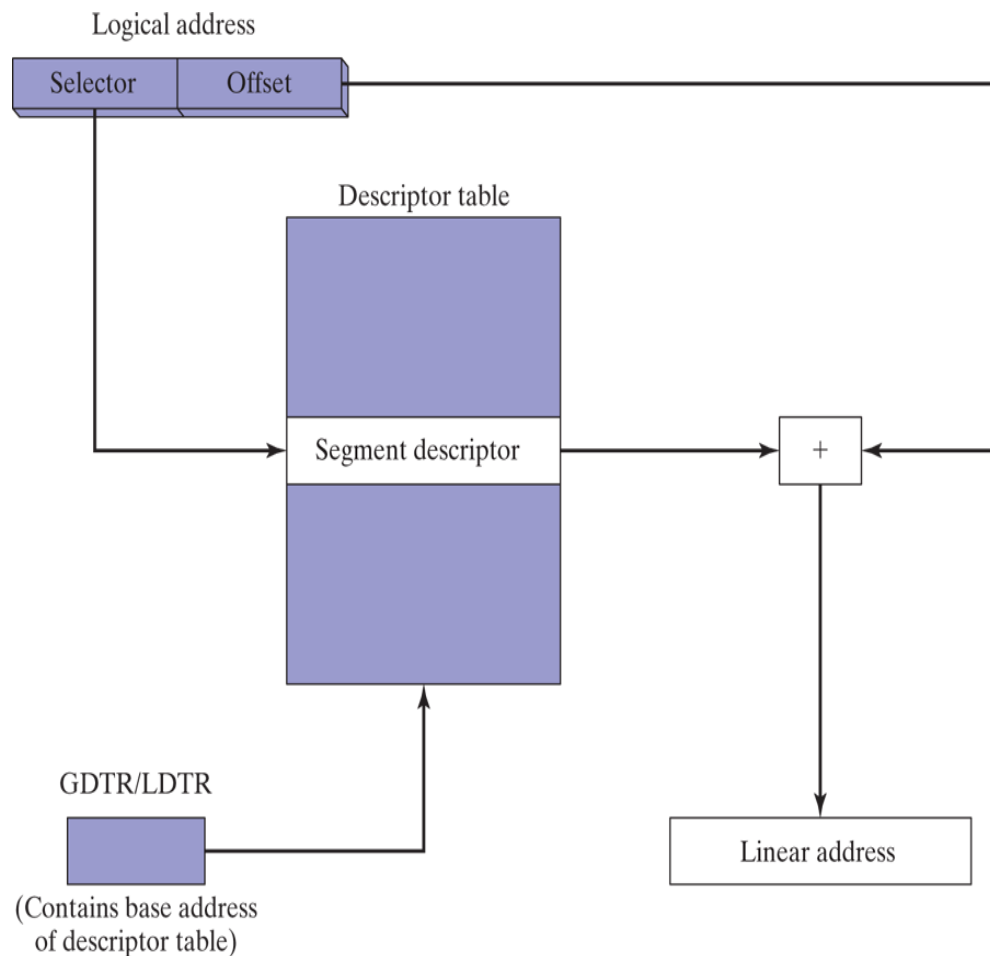 Logical address
Selector
Offset
Descriptor table
Segment descriptor
+
GDTR/LDTR
Linear address
(Contains base address
of descriptor table)